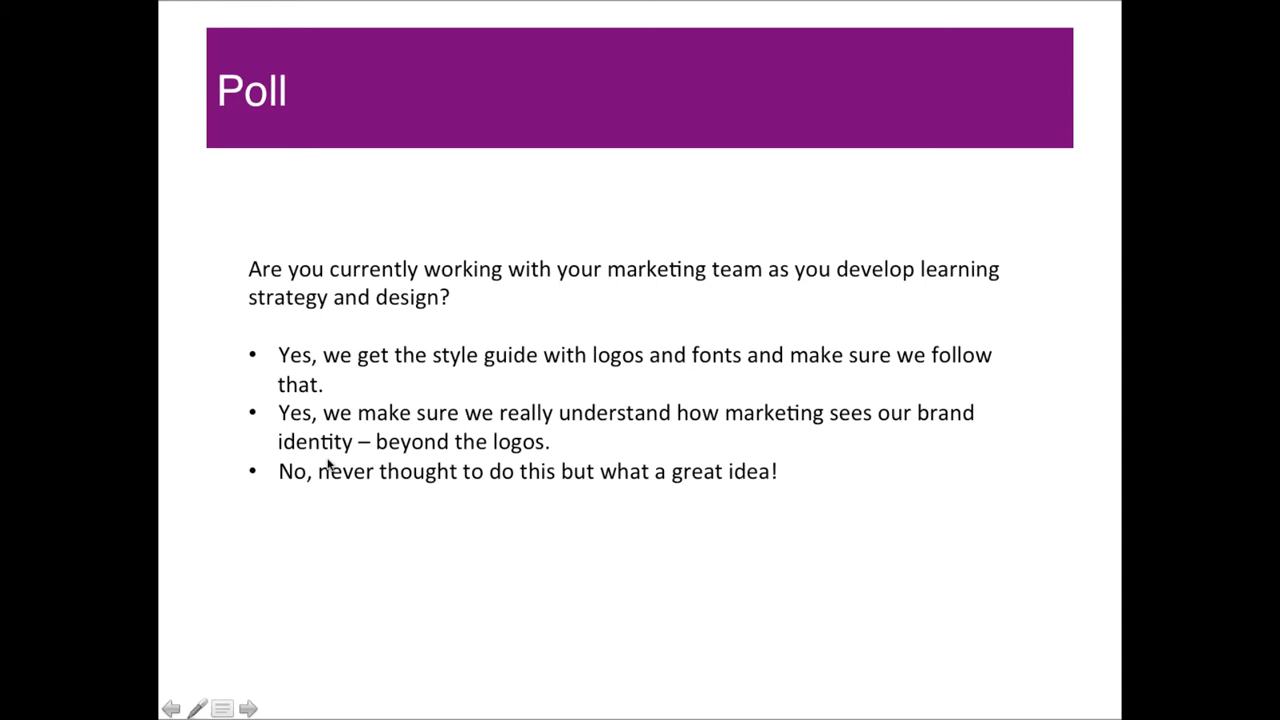 Poll
Are you currently working with your marketing team as you develop learning
strategy and design?
• Yes, we get the style guide with logos and fonts and make sure we follow
that.
• Yes, we make sure we really understand how marketing sees our brand
identity – beyond the logos.
• No, never thought to do this but what a great idea!